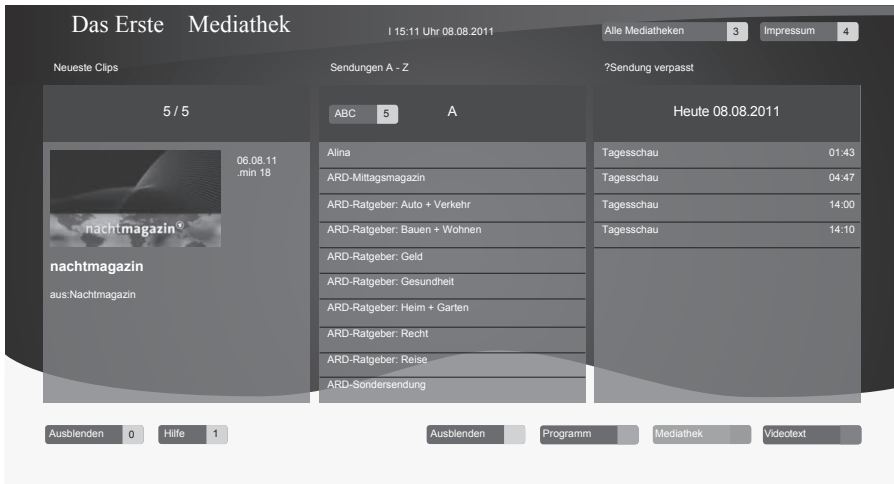 Das Erste Mediathek
I 15:11 Uhr 08.08.2011
Alle Mediatheken 3
Impressum 4
Neueste Clips
Sendungen A - Z
?Sendung verpasst
5 / 5
ABC 5 A
Heute 08.08.2011
06.08.11
.min 18
nachtmagazin
nachtmagazin
aus:Nachtmagazin
Alina
ARD-Mittagsmagazin
ARD-Ratgeber: Auto + Verkehr
ARD-Ratgeber: Bauen + Wohnen
ARD-Ratgeber: Geld
ARD-Ratgeber: Gesundheit
ARD-Ratgeber: Heim + Garten
ARD-Ratgeber: Recht
ARD-Ratgeber: Reise
ARD-Sondersendung
Tagesschau 01:43
Tagesschau 04:47
Tagesschau 14:00
Tagesschau 14:10
Ausblenden 0
Hilfe 1
Ausblenden
Programm
Mediathek
Videotext